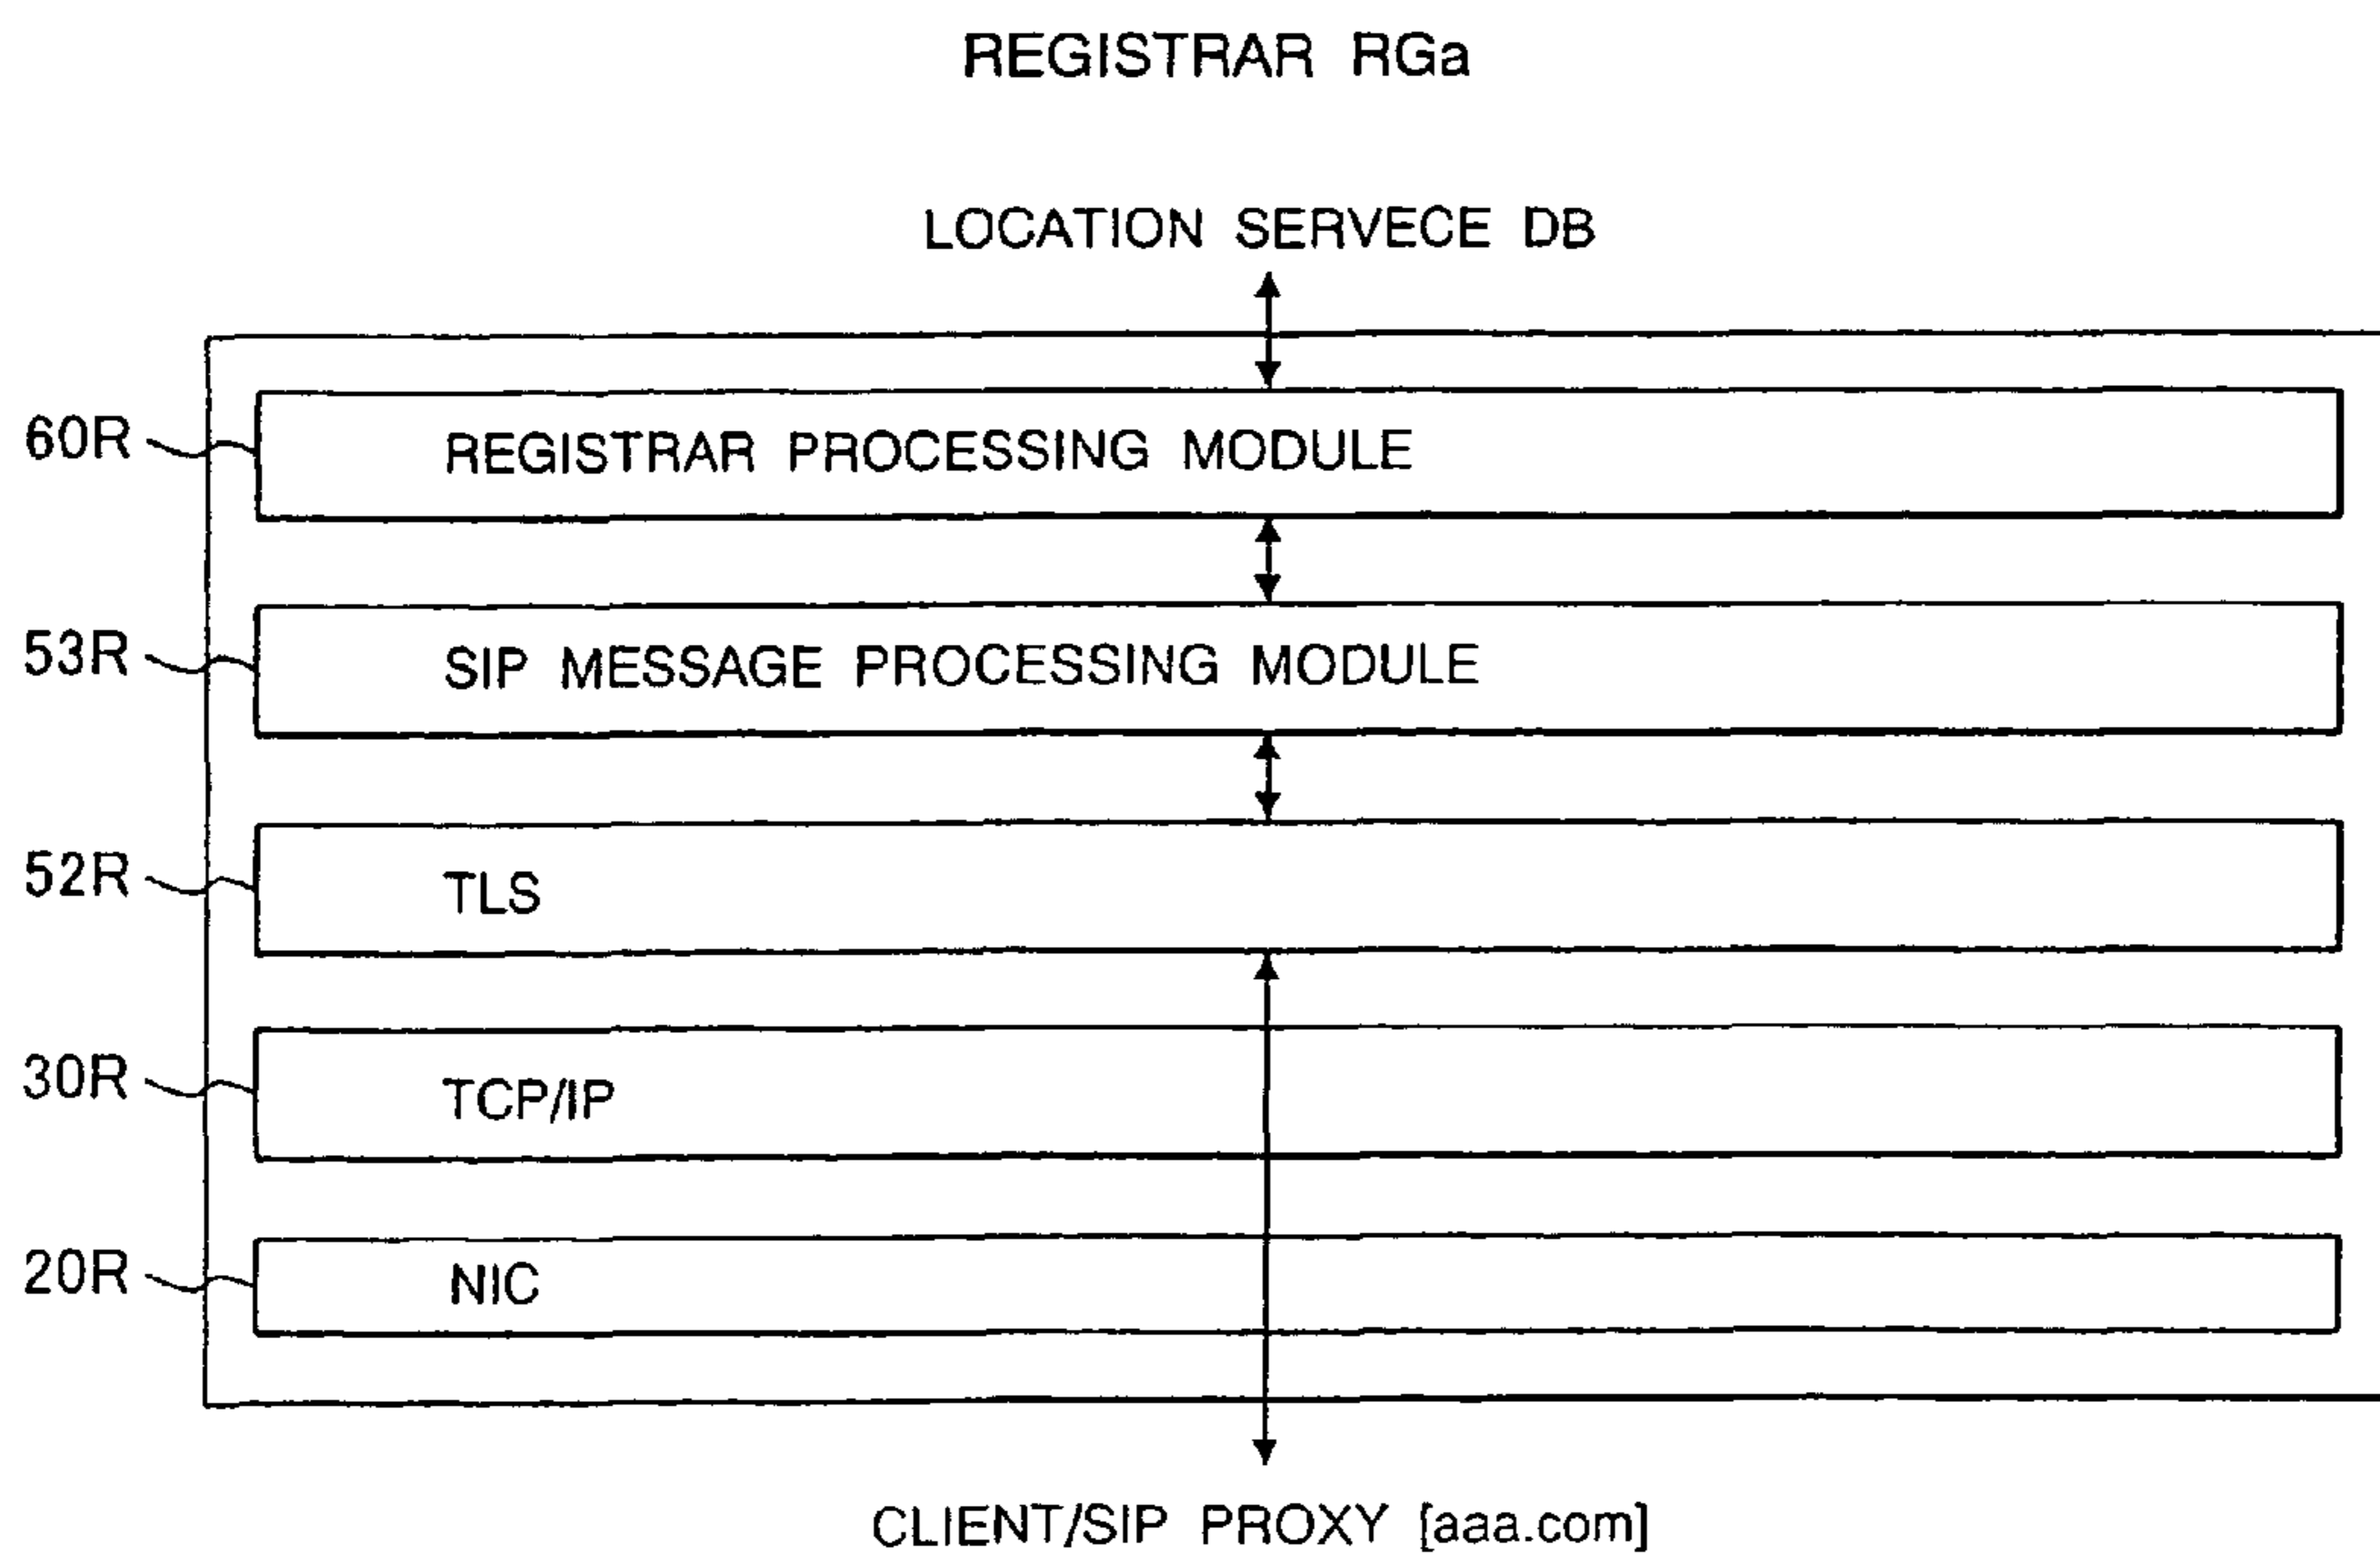 REGISTRAR RGa
LOCATION SERVECE DB
60R
REGISTRAR PROCESSING MODULE
53R
SIP MESSAGE PROCESSING MODULE
52R
TLS
30R
TCP/IP
20R
NIC
CLIENT/SIP PROXY [aaa.com]